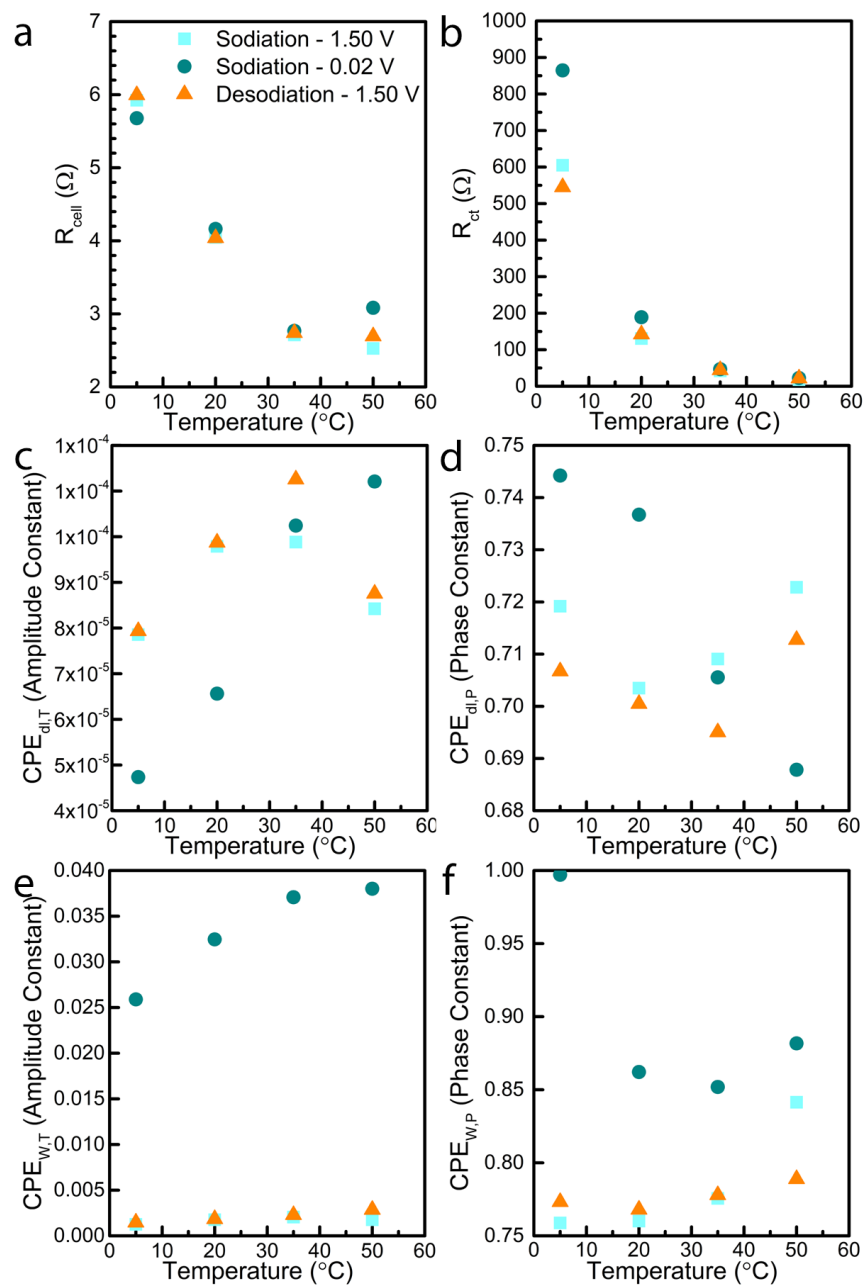 a
Sodiation - 1.50 V
Sodiation - 0.02 V
Desodiation - 1.50 V
6
7
6
5
4
3
2
R_cell (Ω)
0 10 20 30 40 50 60
Temperature (°C)
b
1000
900
800
700
600
500
400
300
200
100
0
R_ct (Ω)
0 10 20 30 40 50 60
Temperature (°C)
c
1x10⁻⁴
1x10⁻⁴
1x10⁻⁴
9x10⁻⁵
8x10⁻⁵
7x10⁻⁵
6x10⁻⁵
5x10⁻⁵
4x10⁻⁵
CPE_dl,T (Amplitude Constant)
0 10 20 30 40 50 60
Temperature (°C)
d
0.75
0.74
0.73
0.72
0.71
0.70
0.69
0.68
CPE_dl,P (Phase Constant)
0 10 20 30 40 50 60
Temperature (°C)
e
0.040
0.035
0.030
0.025
0.020
0.015
0.010
0.005
0.000
CPE_W,T (Amplitude Constant)
0 10 20 30 40 50 60
Temperature (°C)
f
1.00
0.95
0.90
0.85
0.80
0.75
CPE_W,P (Phase Constant)
0 10 20 30 40 50 60
Temperature (°C)